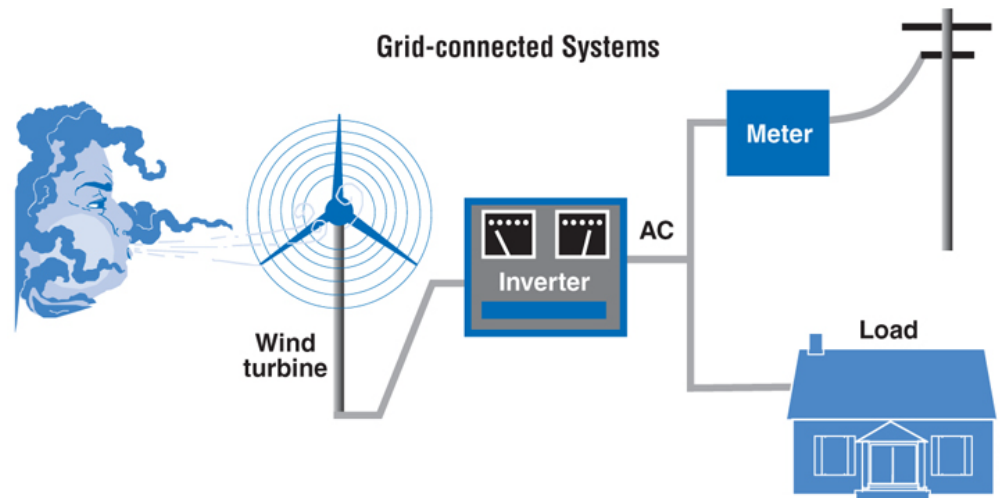 Grid-connected Systems
Meter
AC
Inverter
Wind
turbine
Load